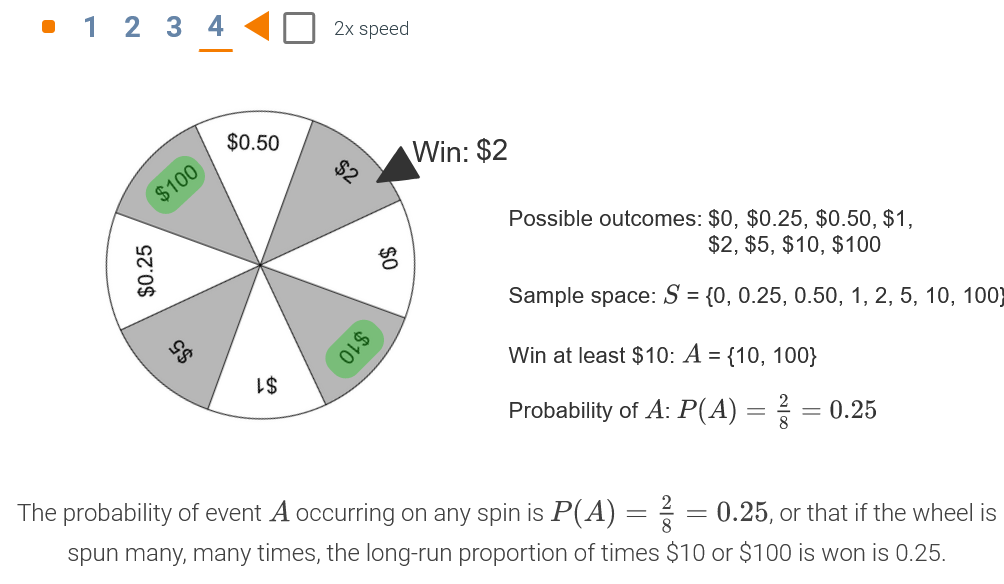 1 2 3 4 2x speed
$0.50
$2
Win: $2
$100
$0
$0.25
$5
$10
$1
Possible outcomes: $0, $0.25, $0.50, $1,
$2, $5, $10, $100
Sample space: S = {0, 0.25, 0.50, 1, 2, 5, 10, 100}
Win at least $10: A = {10, 100}
Probability of A: P(A) = 2/8 = 0.25
The probability of event A occurring on any spin is P(A) = 2/8 = 0.25, or that if the wheel is
spun many, many times, the long-run proportion of times $10 or $100 is won is 0.25.